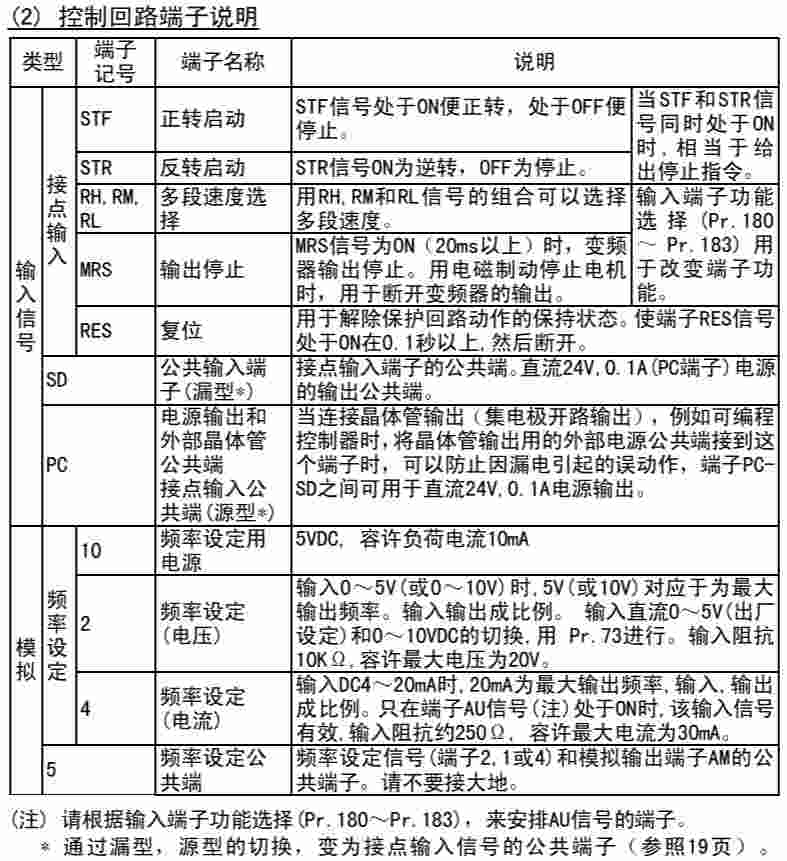 (2) 控制回路端子说明
类型
端子
记号
端子名称
说明
输入信号
接点输入
STF
正转启动
STF信号处于ON便正转，处于OFF便
停止。
当STF和STR信
号同时处于ON
时,相当于给
出停止指令。
STR
反转启动
STR信号ON为逆转，OFF为停止。
RH,RM,
RL
多段速度选
择
用RH,RM和RL信号的组合可以选择
多段速度。
输入端子功能
选择(Pr.180
～ Pr.183)用
于改变端子功
能。
MRS
输出停止
MRS信号为ON（20ms以上）时，变频
器输出停止。用电磁制动停止电机
时，用于断开变频器的输出。
RES
复位
用于解除保护回路动作的保持状态。使端子RES信号
处于ON在0.1秒以上,然后断开。
SD
公共输入端
子(漏型*)
接点输入端子的公共端。直流24V,0.1A(PC端子)电源
的输出公共端。
PC
电源输出和
外部晶体管
公共端
接点输入公
共端(源型*)
当连接晶体管输出（集电极开路输出），例如可编程
控制器时,将晶体管输出用的外部电源公共端接到这
个端子时，可以防止因漏电引起的误动作，端子PC-
SD之间可用于直流24V,0.1A电源输出。
模拟
频率设定
10
频率设定用
电源
5VDC, 容许负荷电流10mA
2
频率设定
(电压)
输入0～5V(或0～10V)时,5V(或10V)对应于为最大
输出频率。输入输出成比例。 输入直流0～5V(出厂
设定)和0～10VDC的切换,用 Pr.73进行。输入阻抗
10KΩ,容许最大电压为20V。
4
频率设定
(电流)
输入DC4～20mA时,20mA为最大输出频率,输入,输出
成比例。只在端子AU信号(注)处于ON时,该输入信号
有效,输入阻抗约250Ω, 容许最大电流为30mA。
5
频率设定公
共端
频率设定信号(端子2,1或4)和模拟输出端子AM的公
共端子。请不要接大地。
(注) 请根据输入端子功能选择(Pr.180～Pr.183)，来安排AU信号的端子。
* 通过漏型，源型的切换，变为接点输入信号的公共端子（参照19页）。